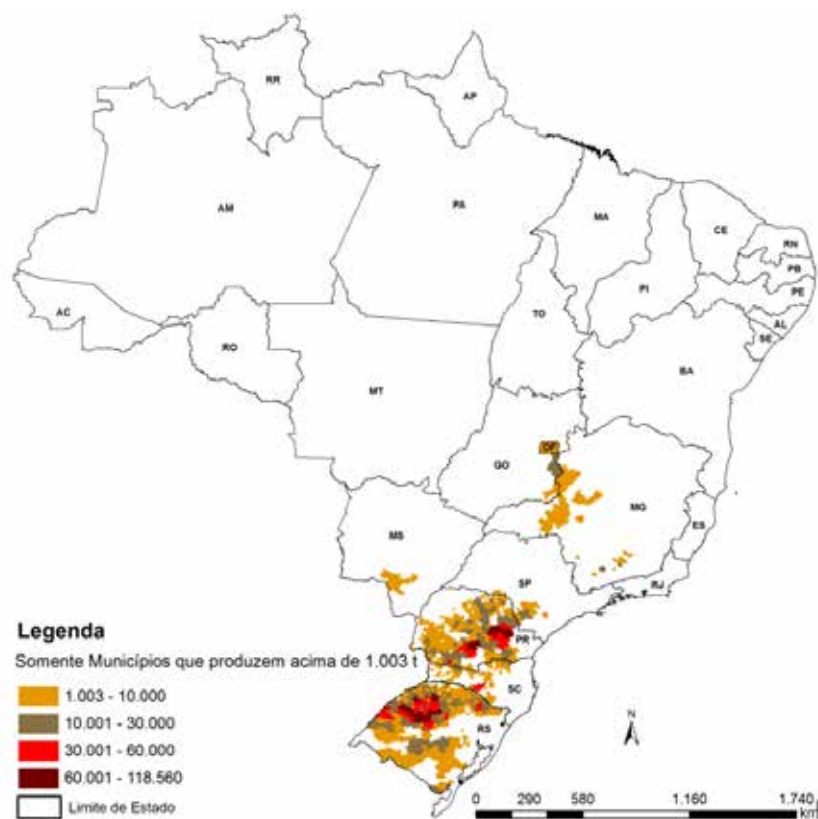 RR
AP
AM
PA
MA
CE
RN
PB
PE
AL
SE
PI
AC
TO
RO
BA
MT
DF
GO
MG
ES
MS
SP
RJ
PR
SC
RS
Legenda
Somente Municípios que produzem acima de 1.003 t
1.003 - 10.000
10.001 - 30.000
30.001 - 60.000
60.001 - 118.560
Limite de Estado
N
0 290 580 1.160 1.740
km